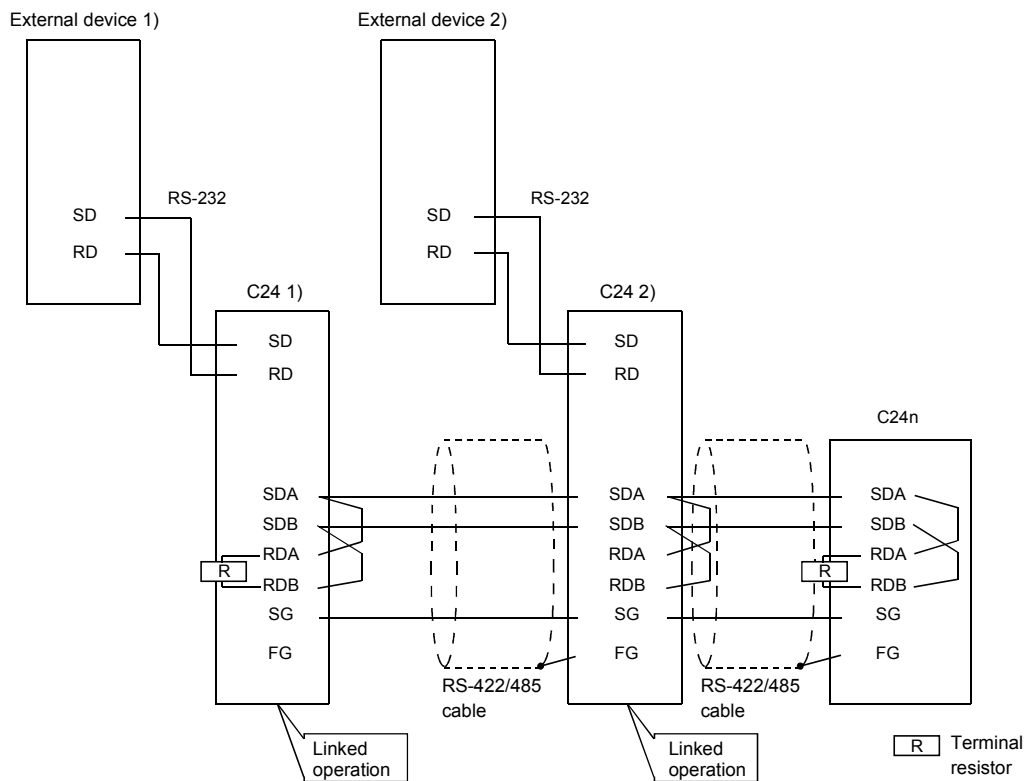 External device 1)
External device 2)
SD
RD
RS-232
SD
RD
RS-232
C24 1)
SD
RD
C24 2)
SD
RD
C24n
SDA
SDB
RDA
RDB
SG
FG
R
SDA
SDB
RDA
RDB
SG
FG
SDA
SDB
RDA
RDB
SG
FG
R
RS-422/485
cable
RS-422/485
cable
Linked
operation
Linked
operation
R
Terminal
resistor